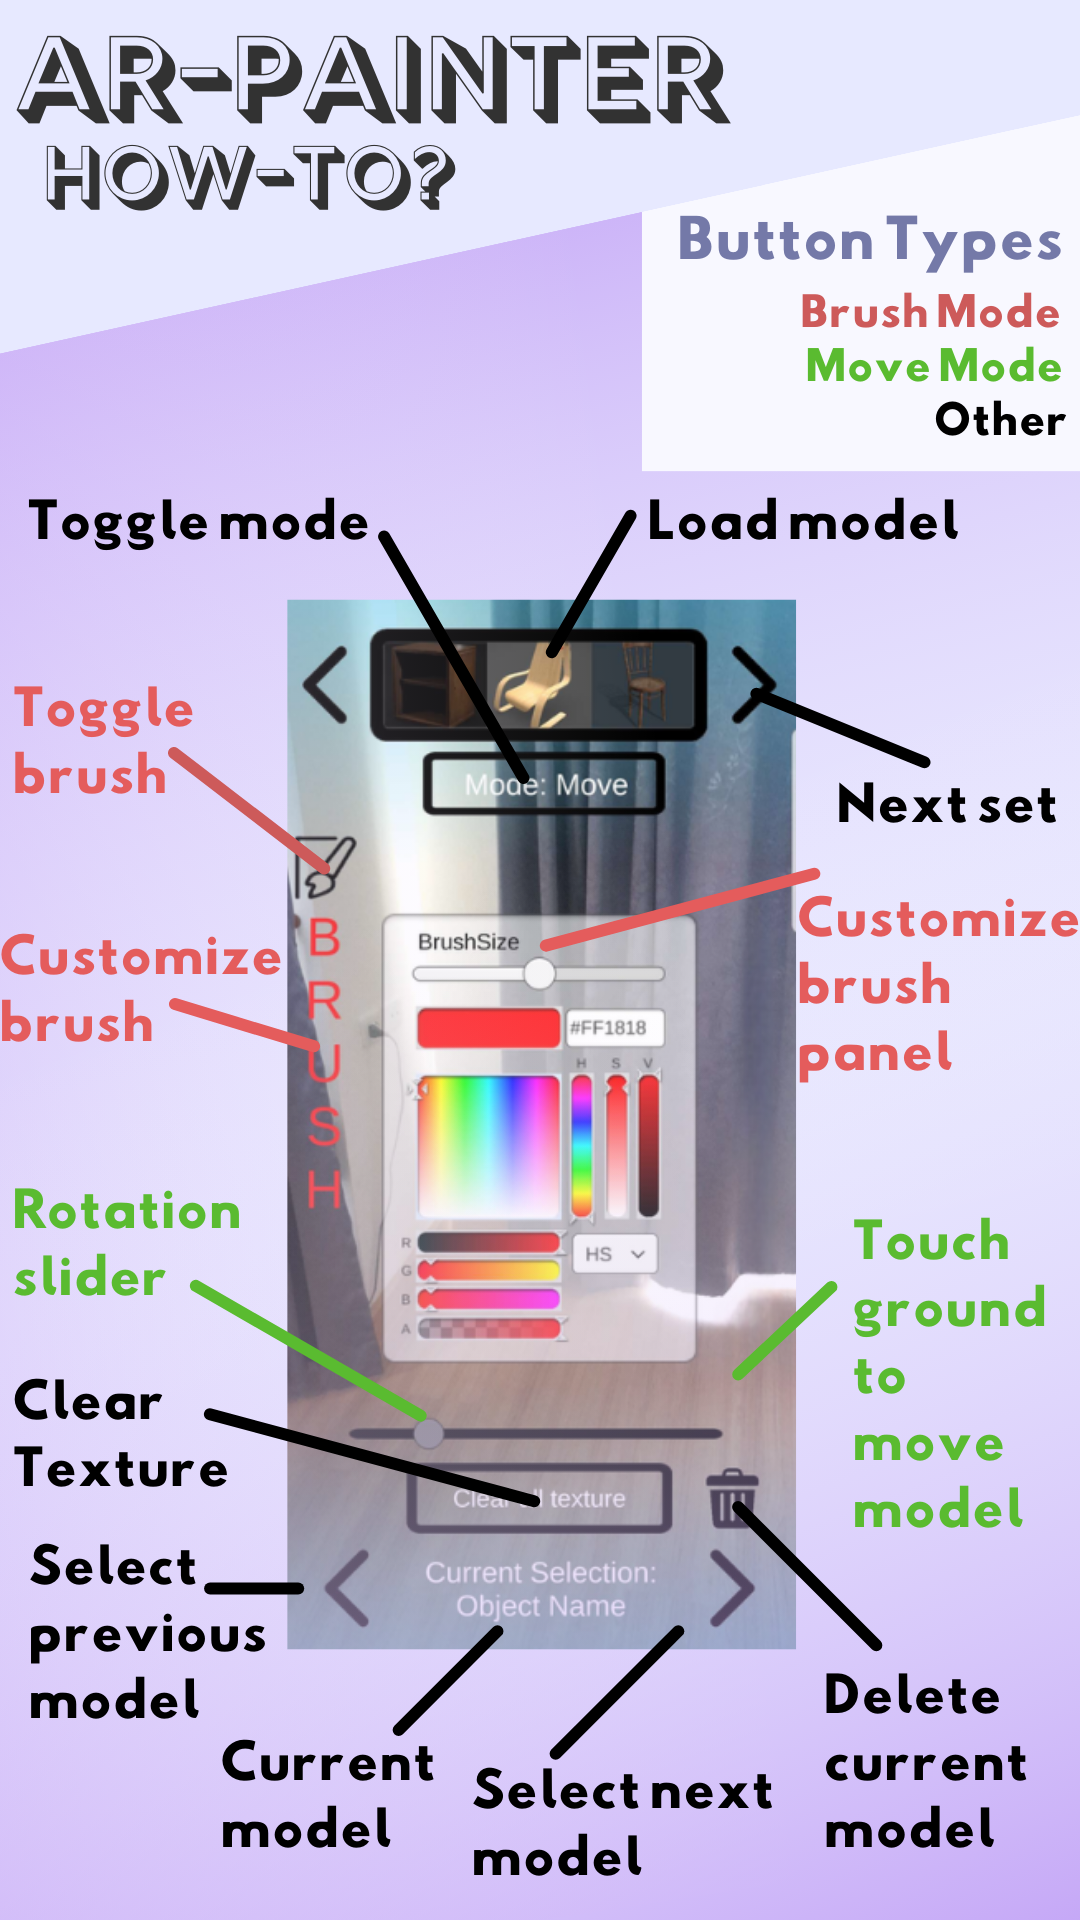 AR-PAINTER
HOW-TO?
Button Types
Brush Mode
Move Mode
Other
Toggle mode
Load model
Toggle
brush
Mode: Move
Next set
Customize
brush
B
R
U
S
H
BrushSize
#FF1818
H S V
R
G
B
A
HS
Customize
brush
panel
Rotation
slider
Touch
ground
to
move
model
Clear
Texture
Clear all texture
Select
previous
model
Current Selection:
Object Name
Current
model
Select next
model
Delete
current
model